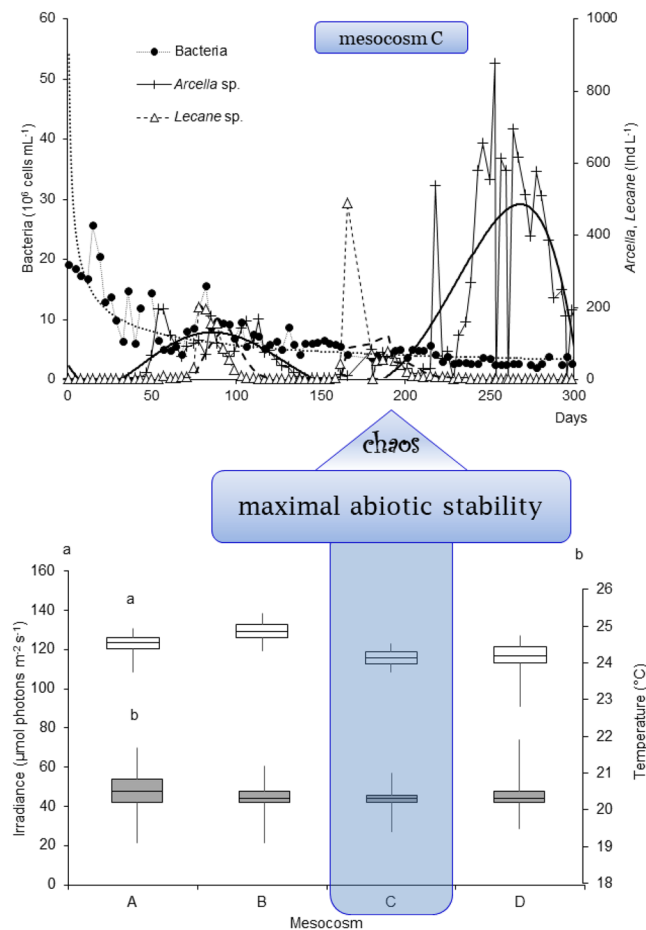 mesocosm C
Bacteria
Arcella sp.
Lecane sp.
Bacteria (10⁶ cells mL⁻¹)
60
50
40
30
20
10
0
1000
800
600
400
200
0
Arcella, Lecane (Ind L⁻¹)
0 50 100 150 200 250 300
Days
chaos
maximal abiotic stability
a b
a
b
Irradiance (µmol photons m⁻² s⁻¹)
160
140
120
100
80
60
40
20
0
26
25
24
23
22
21
20
19
18
Temperature (°C)
A B C D
Mesocosm